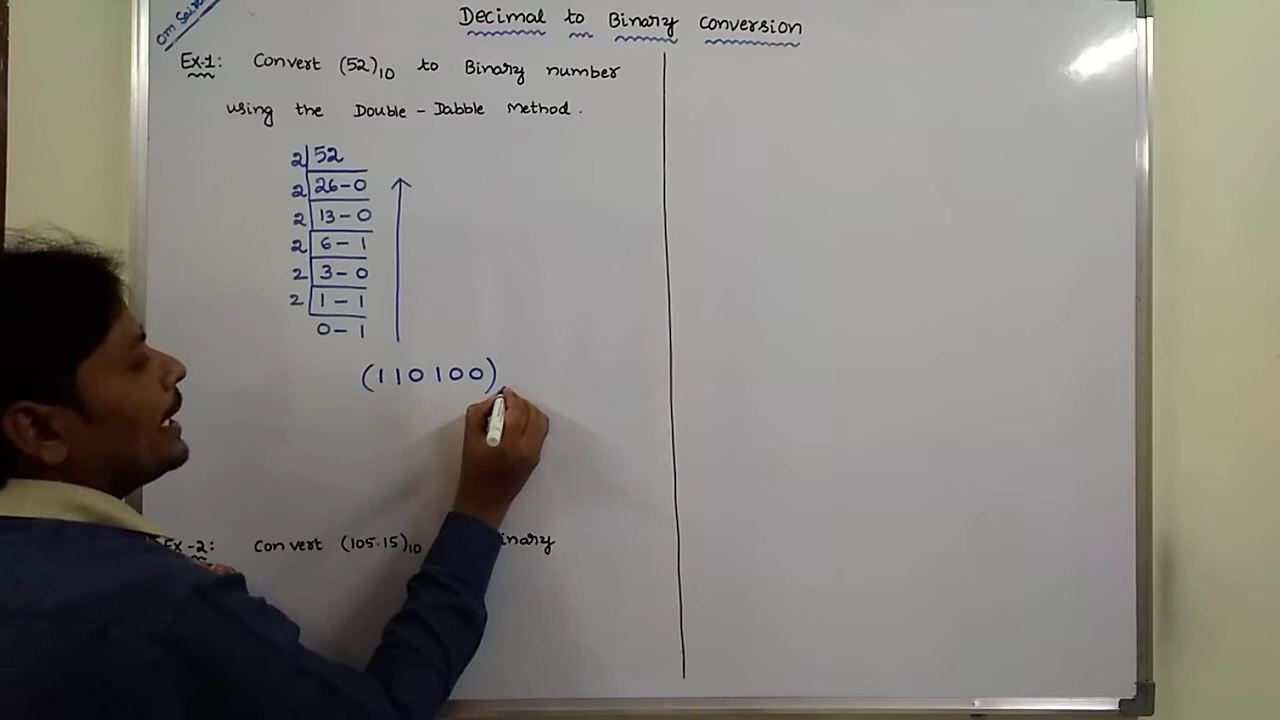 Om Sair
Decimal to Binary conversion
Ex-1: Convert (52)10 to Binary number
using the Double - Dabble Method.
2 52
2 26 - 0
2 13 - 0
2 6 - 1
2 3 - 0
2 1 - 1
0 - 1
(110100)
Ex-2: Convert (105.15)10 inary